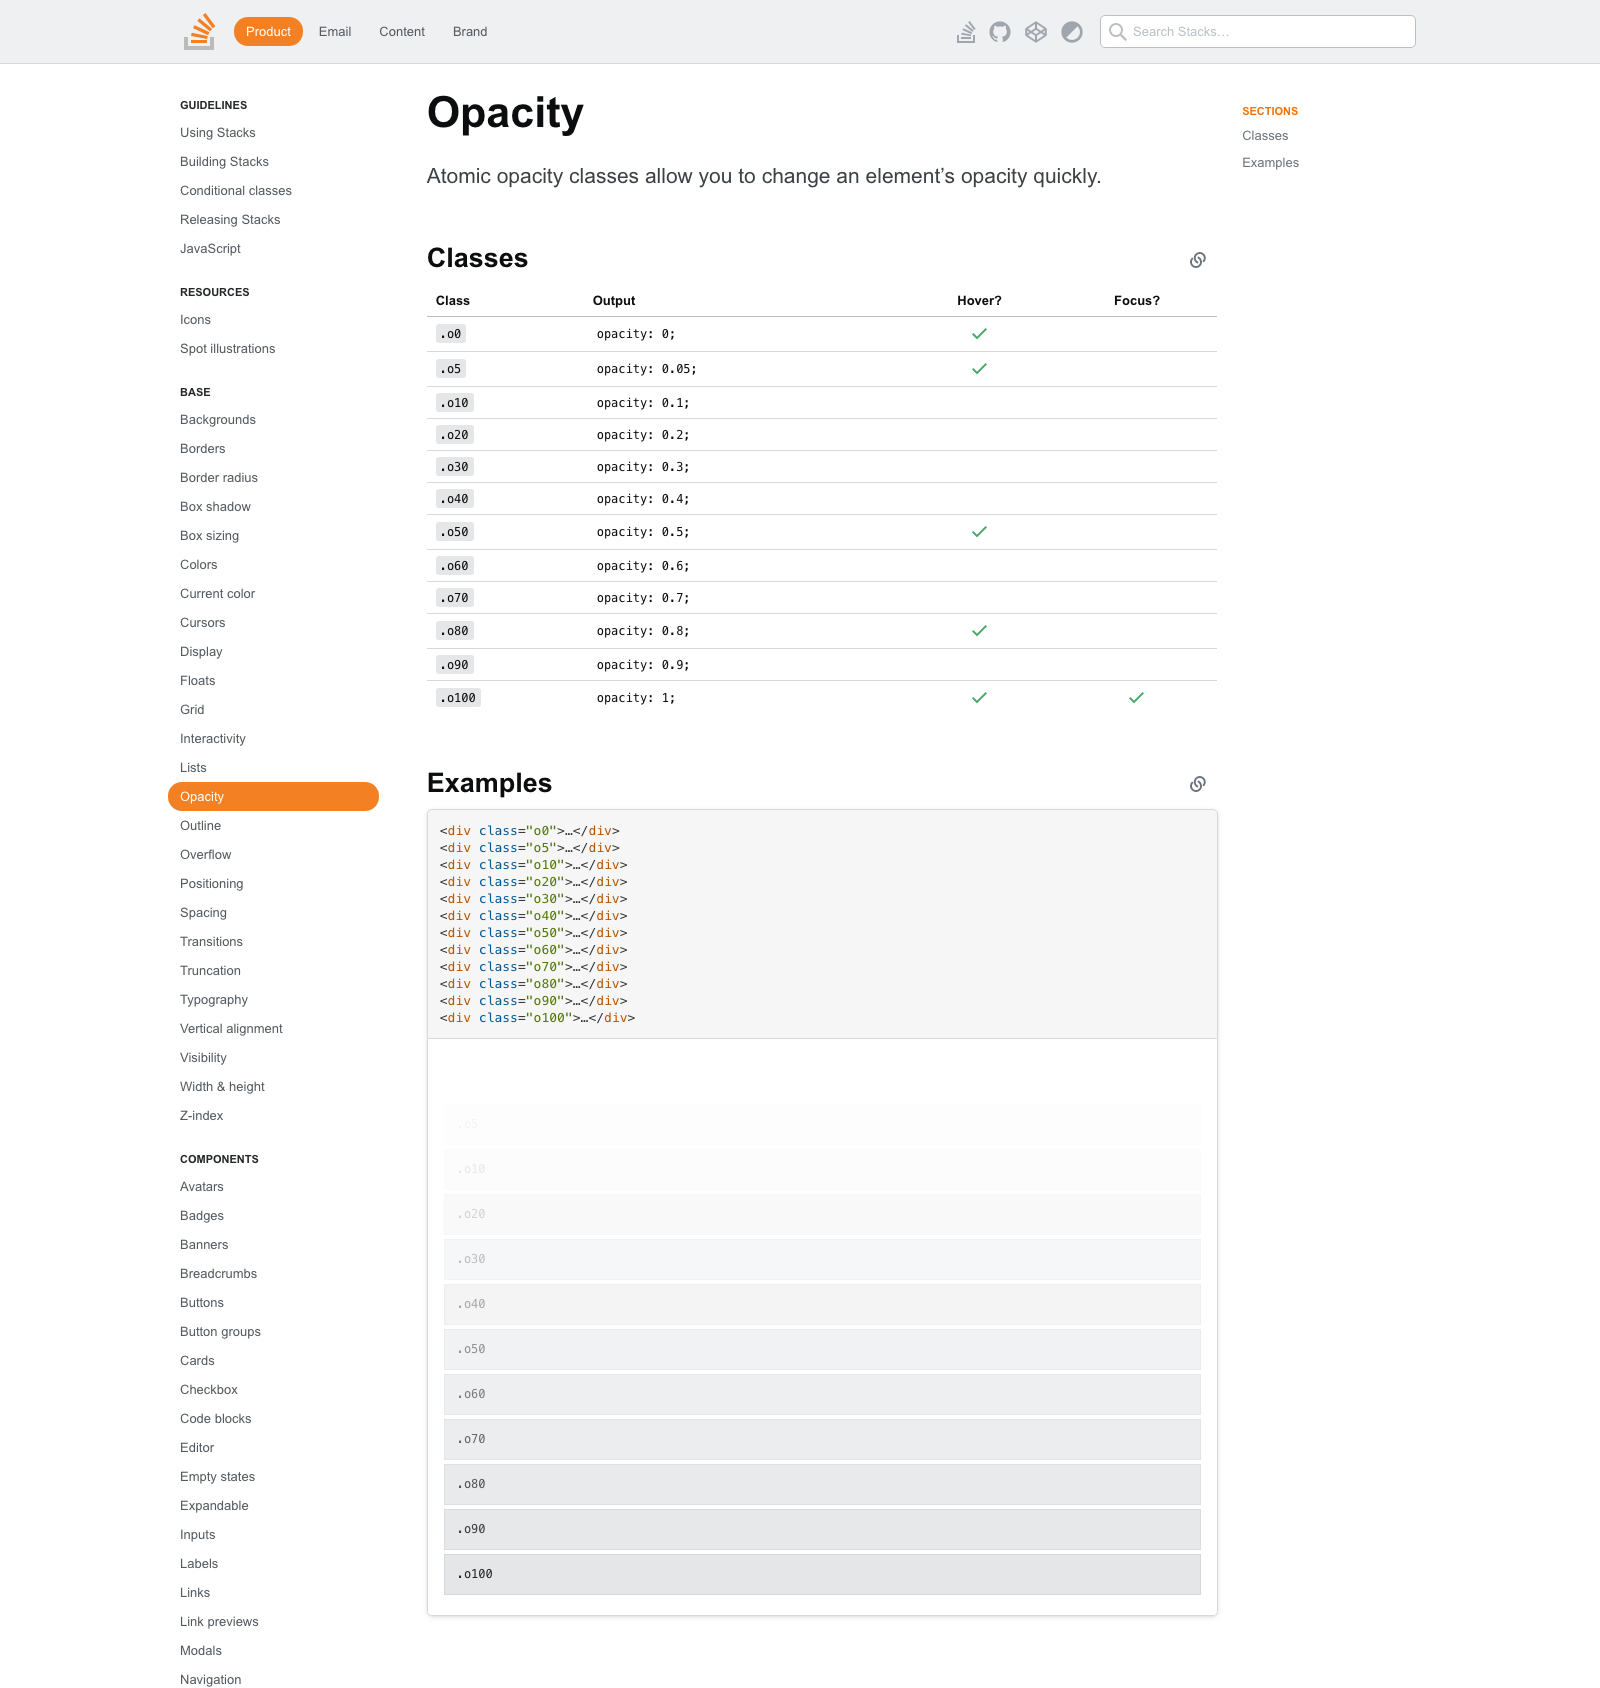 Product Email Content Brand
Search Stacks...
GUIDELINES
Using Stacks
Building Stacks
Conditional classes
Releasing Stacks
JavaScript
RESOURCES
Icons
Spot illustrations
BASE
Backgrounds
Borders
Border radius
Box shadow
Box sizing
Colors
Current color
Cursors
Display
Floats
Grid
Interactivity
Lists
Opacity
Outline
Overflow
Positioning
Spacing
Transitions
Truncation
Typography
Vertical alignment
Visibility
Width & height
Z-index
COMPONENTS
Avatars
Badges
Banners
Breadcrumbs
Buttons
Button groups
Cards
Checkbox
Code blocks
Editor
Empty states
Expandable
Inputs
Labels
Links
Link previews
Modals
Navigation
Opacity
Atomic opacity classes allow you to change an element’s opacity quickly.
Classes
Class Output Hover? Focus?
.o0 opacity: 0; ✓
.o5 opacity: 0.05; ✓
.o10 opacity: 0.1;
.o20 opacity: 0.2;
.o30 opacity: 0.3;
.o40 opacity: 0.4;
.o50 opacity: 0.5; ✓
.o60 opacity: 0.6;
.o70 opacity: 0.7;
.o80 opacity: 0.8; ✓
.o90 opacity: 0.9;
.o100 opacity: 1; ✓ ✓
Examples
<div class="o0">…</div>
<div class="o5">…</div>
<div class="o10">…</div>
<div class="o20">…</div>
<div class="o30">…</div>
<div class="o40">…</div>
<div class="o50">…</div>
<div class="o60">…</div>
<div class="o70">…</div>
<div class="o80">…</div>
<div class="o90">…</div>
<div class="o100">…</div>
.o5
.o10
.o20
.o30
.o40
.o50
.o60
.o70
.o80
.o90
.o100
SECTIONS
Classes
Examples